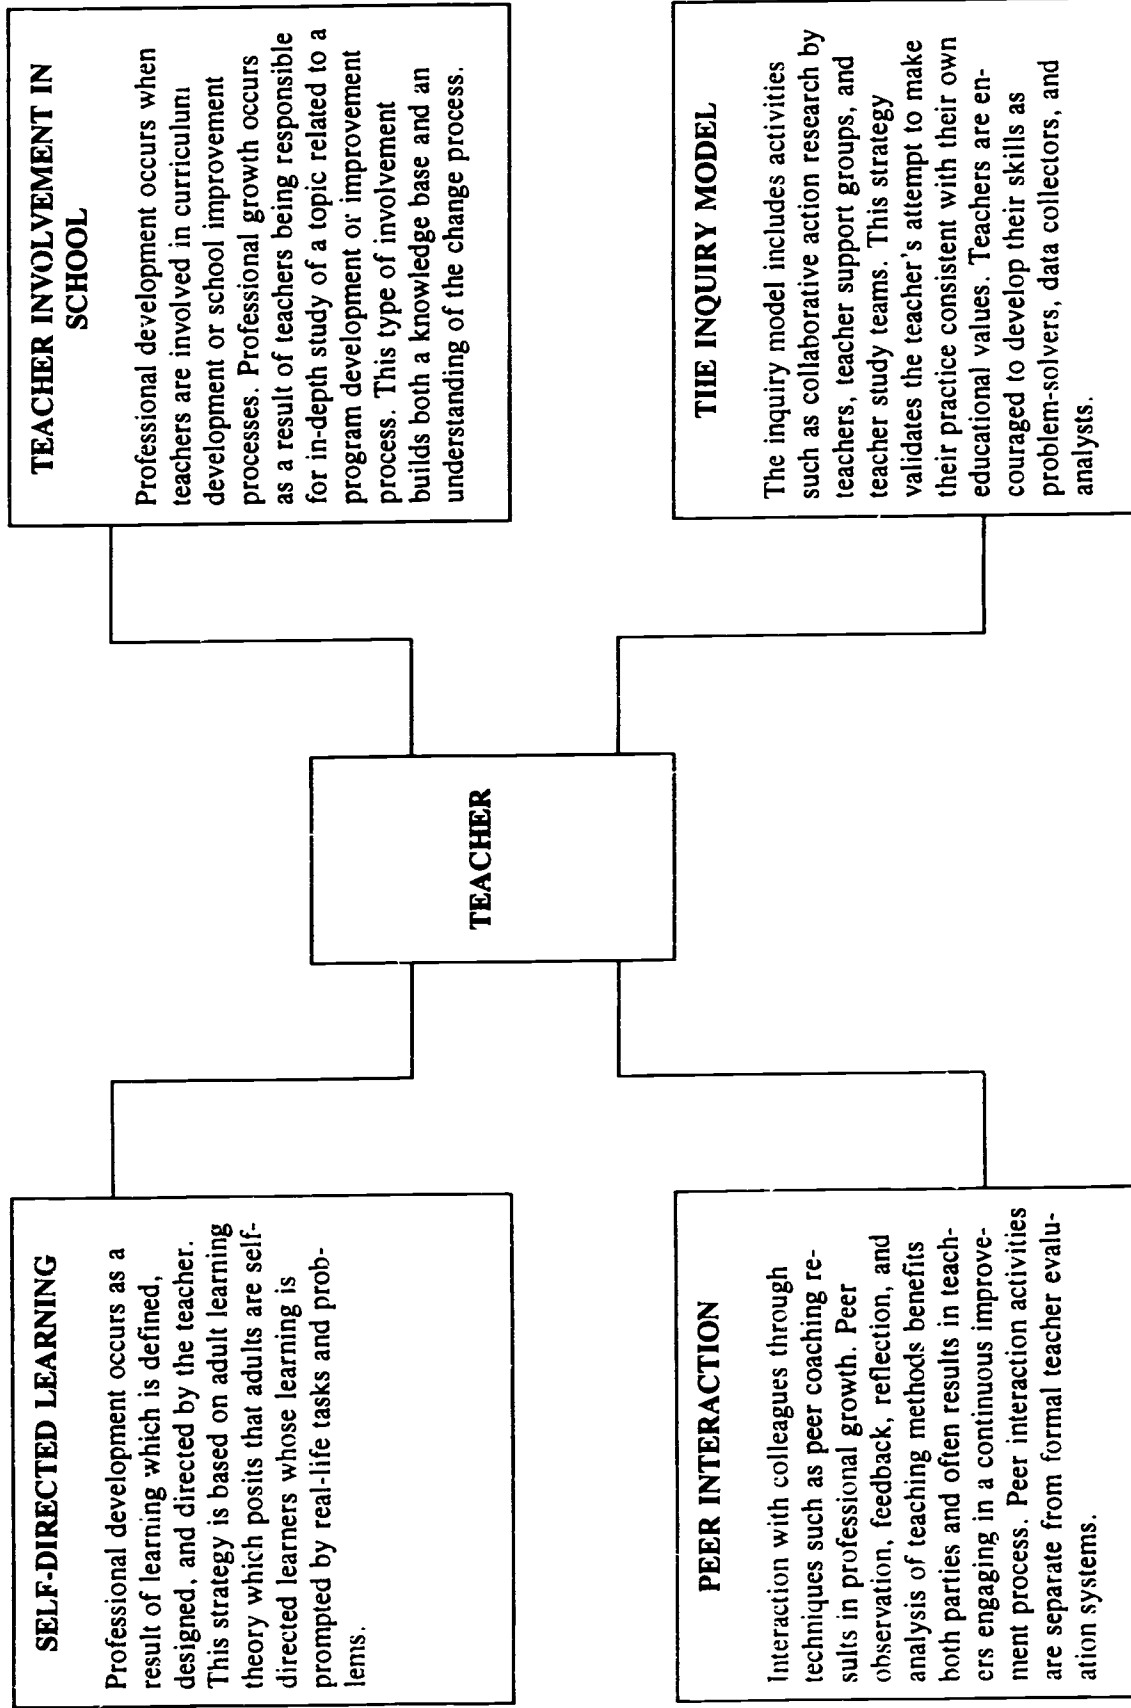 SELF-DIRECTED LEARNING
Professional development occurs as a
result of learning which is defined,
designed, and directed by the teacher.
This strategy is based on adult learning
theory which posits that adults are self-
directed learners whose learning is
prompted by real-life tasks and prob-
lems.
TEACHER INVOLVEMENT IN
SCHOOL
Professional development occurs when
teachers are involved in curriculum
development or school improvement
processes. Professional growth occurs
as a result of teachers being responsible
for in-depth study of a topic related to a
program development or improvement
process. This type of involvement
builds both a knowledge base and an
understanding of the change process.
TEACHER
PEER INTERACTION
Interaction with colleagues through
techniques such as peer coaching re-
sults in professional growth. Peer
observation, feedback, reflection, and
analysis of teaching methods benefits
both parties and often results in teach-
ers engaging in a continuous improve-
ment process. Peer interaction activities
are separate from formal teacher evalu-
ation systems.
THE INQUIRY MODEL
The inquiry model includes activities
such as collaborative action research by
teachers, teacher support groups, and
teacher study teams. This strategy
validates the teacher's attempt to make
their practice consistent with their own
educational values. Teachers are en-
couraged to develop their skills as
problem-solvers, data collectors, and
analysts.